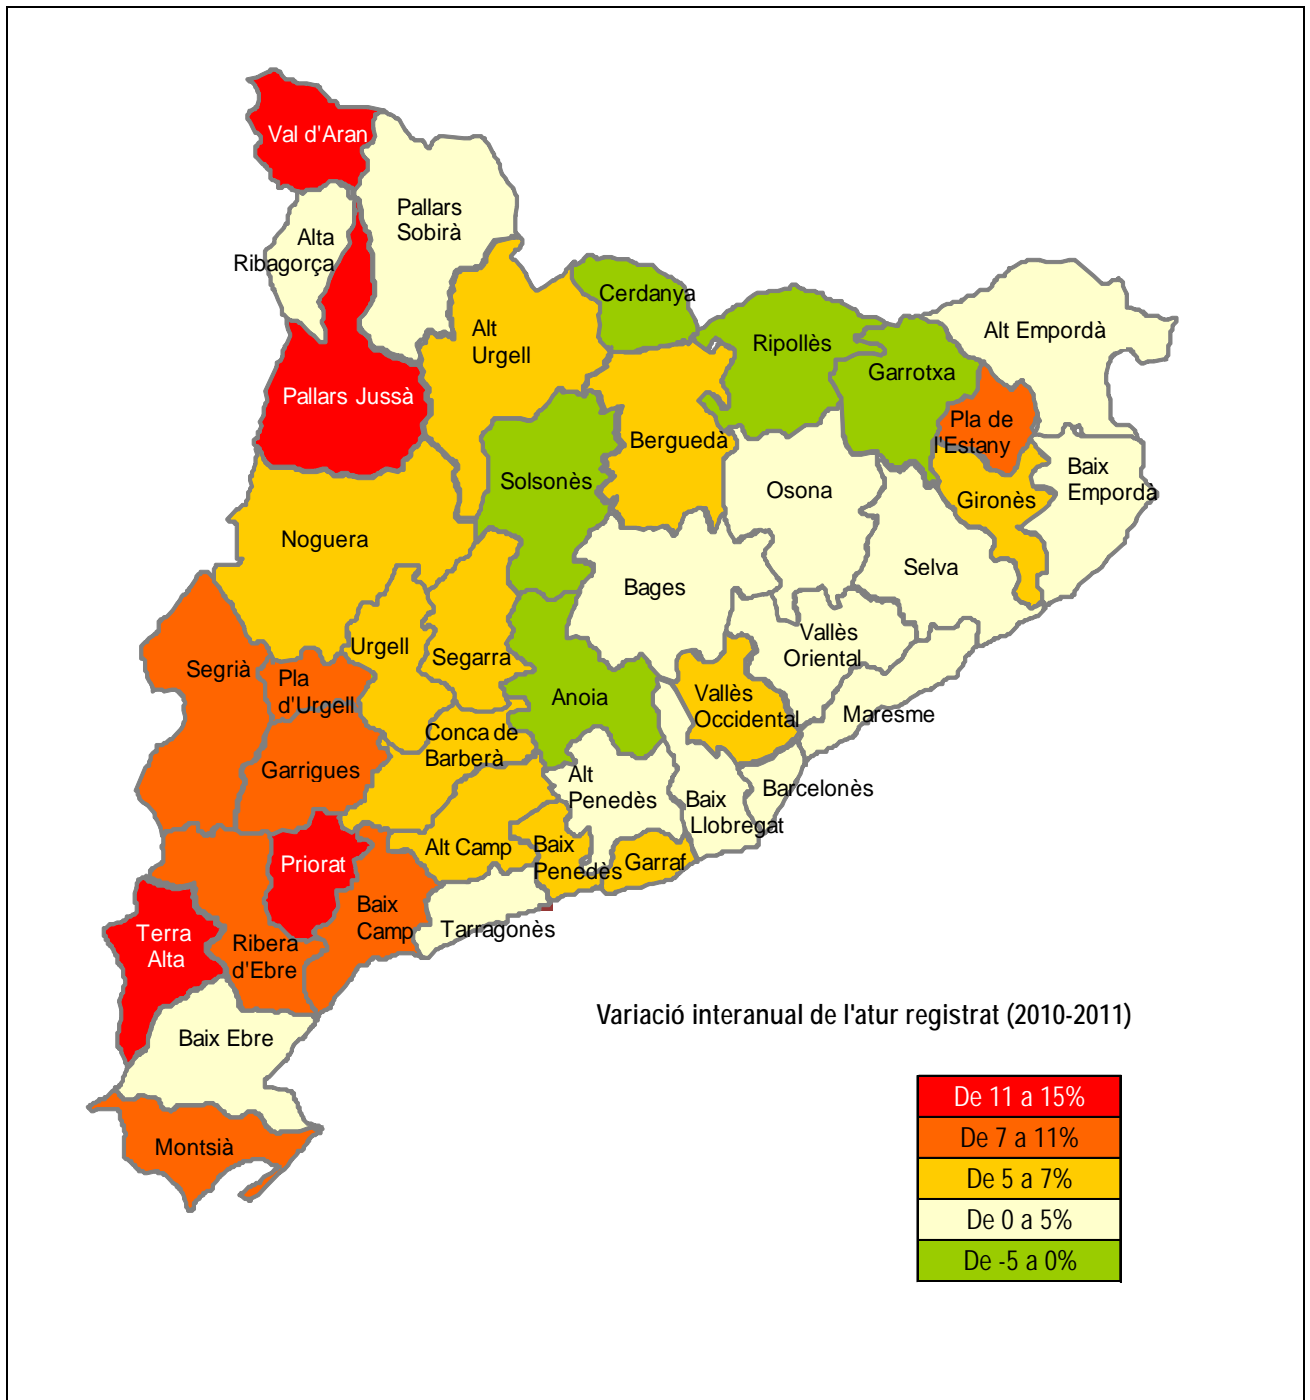 Val d'Aran
Pallars
Sobirà
Alta
Ribagorça
Cerdanya
Alt
Urgell
Ripollès
Alt Empordà
Garrotxa
Pallars Jussà
Pla de
l'Estany
Berguedà
Baix
Empordà
Solsonès
Osona
Gironès
Noguera
Selva
Bages
Vallès
Oriental
Urgell
Segarra
Segrià
Pla
d'Urgell
Anoia
Vallès
Occidental
Maresme
Conca de
Barberà
Garrigues
Alt
Penedès
Baix
Llobregat
Barcelonès
Alt Camp
Baix
Penedès
Garraf
Priorat
Baix
Camp
Tarragonès
Terra
Alta
Ribera
d'Ebre
Baix Ebre
Montsià
Variació interanual de l'atur registrat (2010-2011)
De 11 a 15%
De 7 a 11%
De 5 a 7%
De 0 a 5%
De -5 a 0%